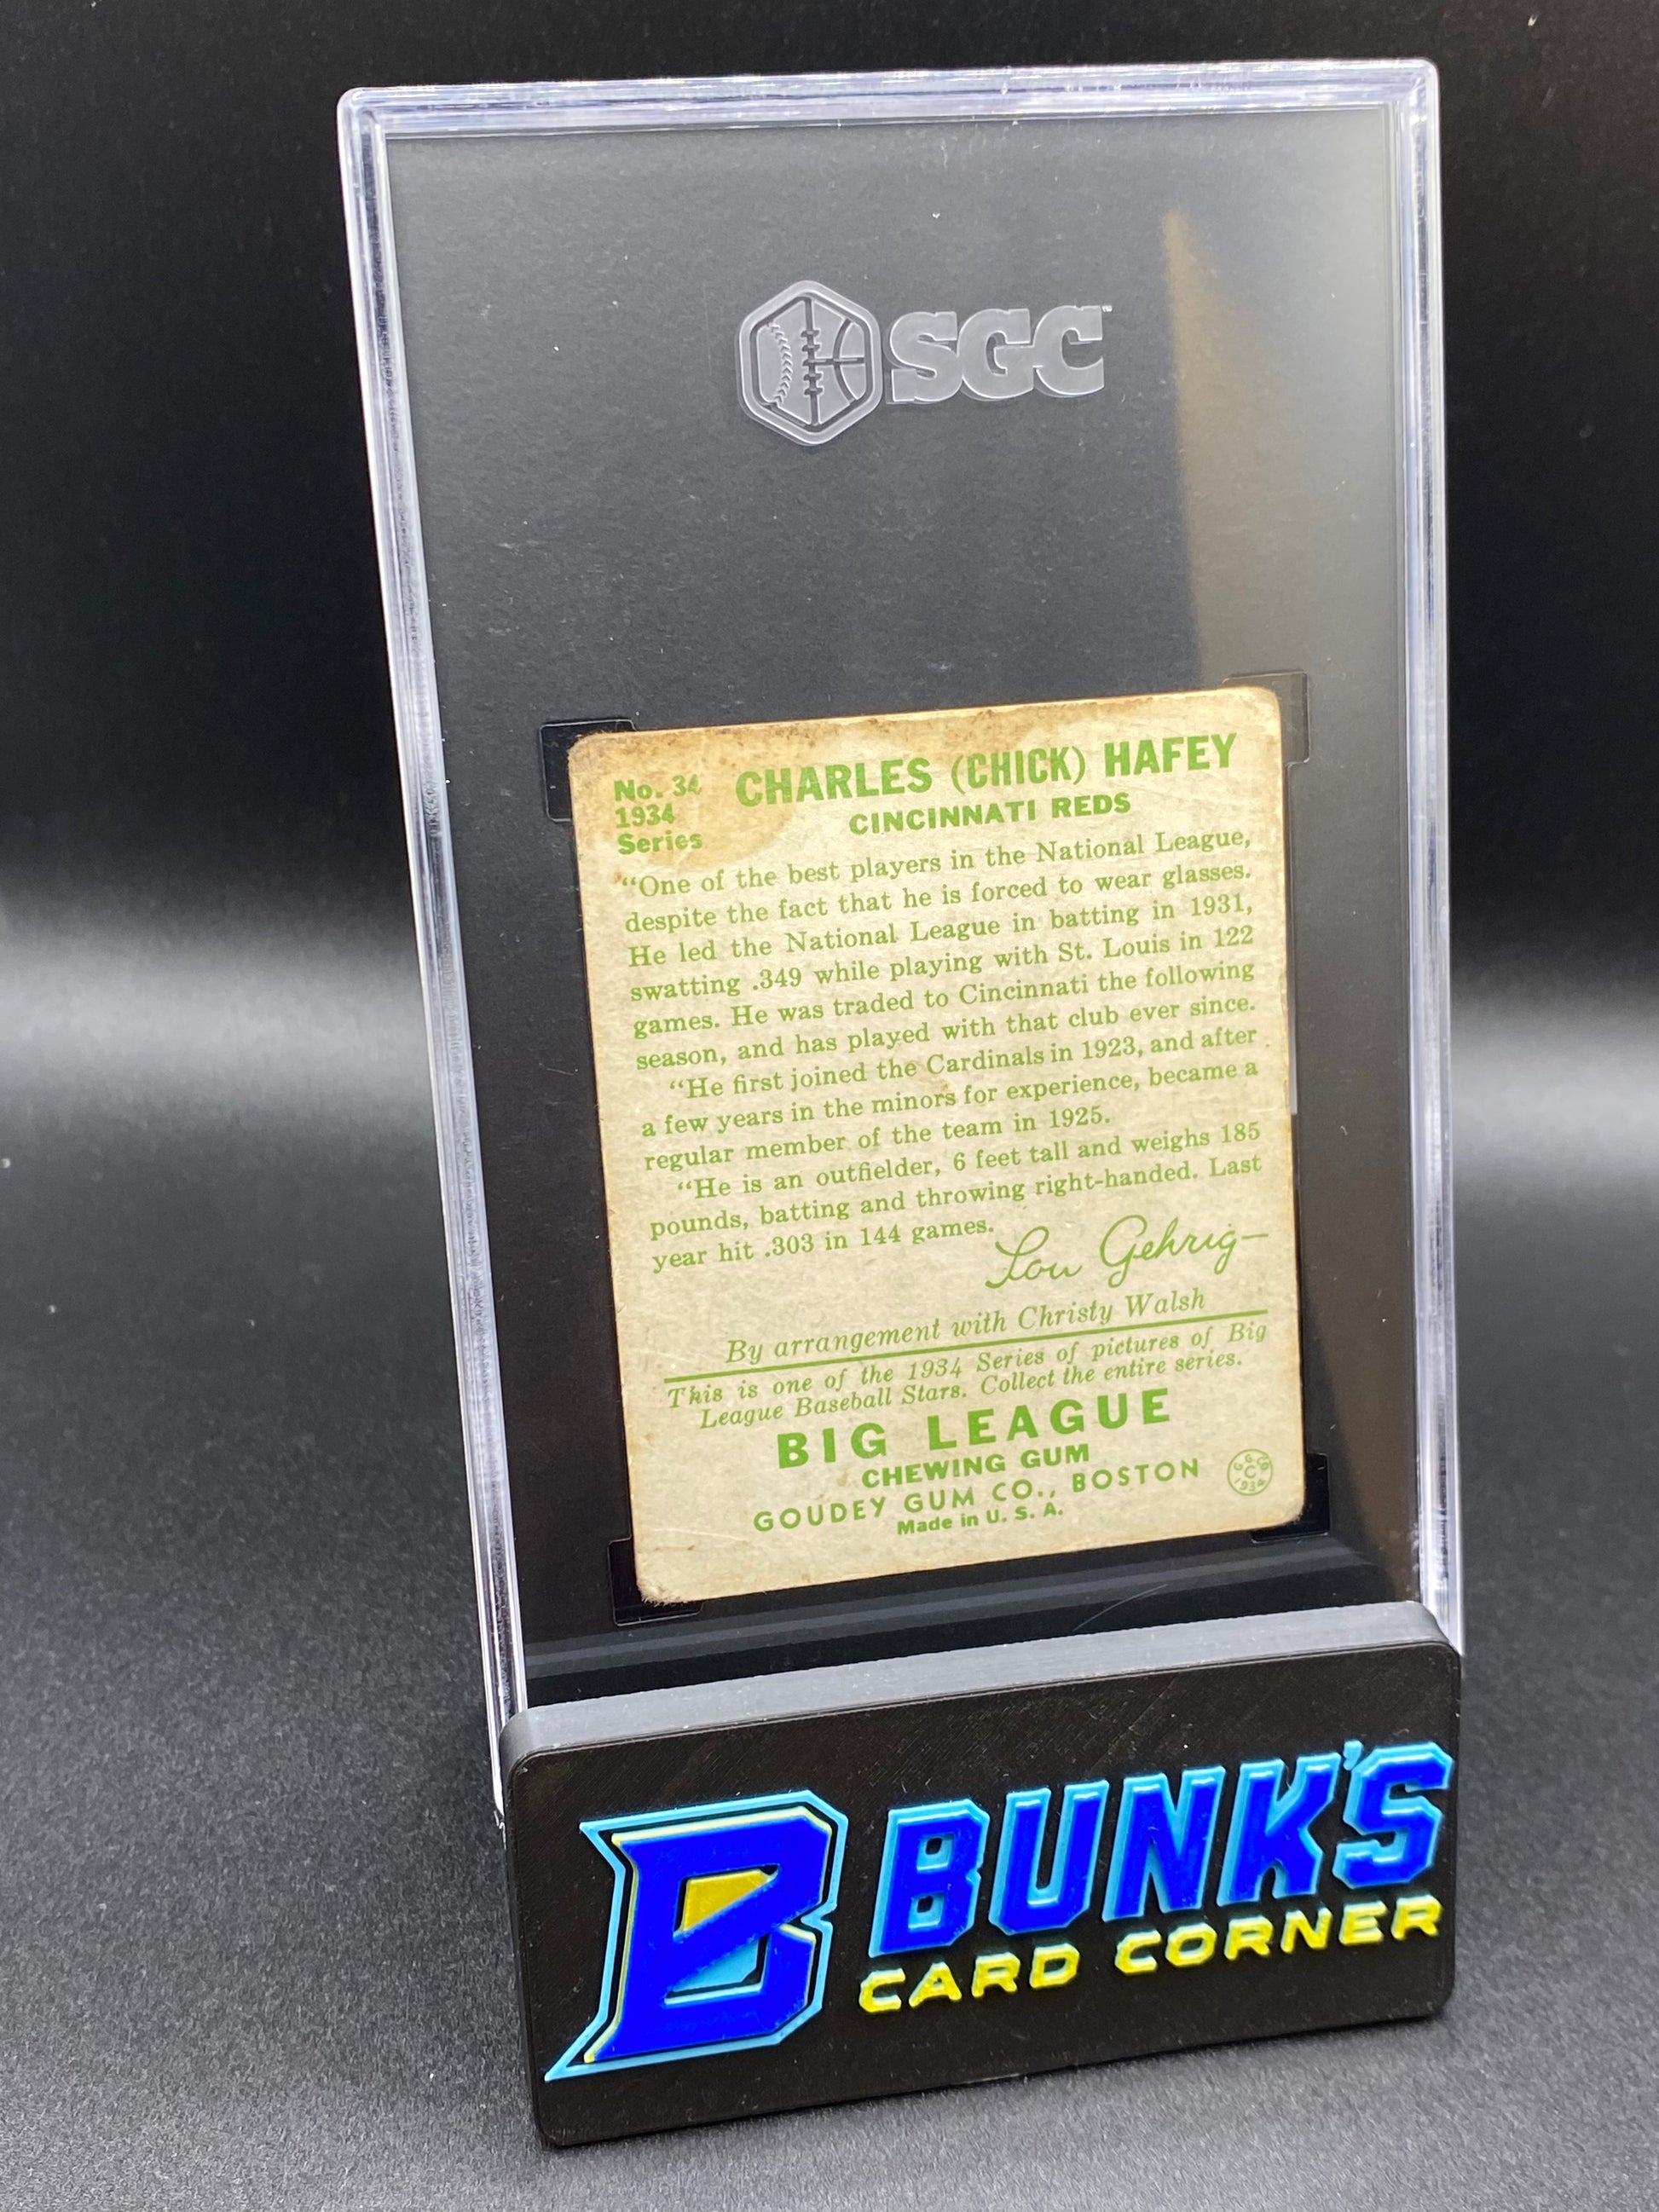 SGC™
No. 34 CHARLES (CHICK) HAFEY
1934 CINCINNATI REDS
Series
"One of the best players in the National League,
despite the fact that he is forced to wear glasses.
He led the National League in batting in 1931,
swatting .349 while playing with St. Louis in 122
games. He was traded to Cincinnati the following
season, and has played with that club ever since.
"He first joined the Cardinals in 1923, and after
a few years in the minors for experience, became a
regular member of the team in 1925.
"He is an outfielder, 6 feet tall and weighs 185
pounds, batting and throwing right-handed. Last
year hit .303 in 144 games.
Lou Gehrig
By arrangement with Christy Walsh
This is one of the 1934 Series of pictures of Big
League Baseball Stars. Collect the entire series.
BIG LEAGUE
CHEWING GUM
GOUDEY GUM CO., BOSTON
Made in U. S. A.
B BUNK'S
CARD CORNER